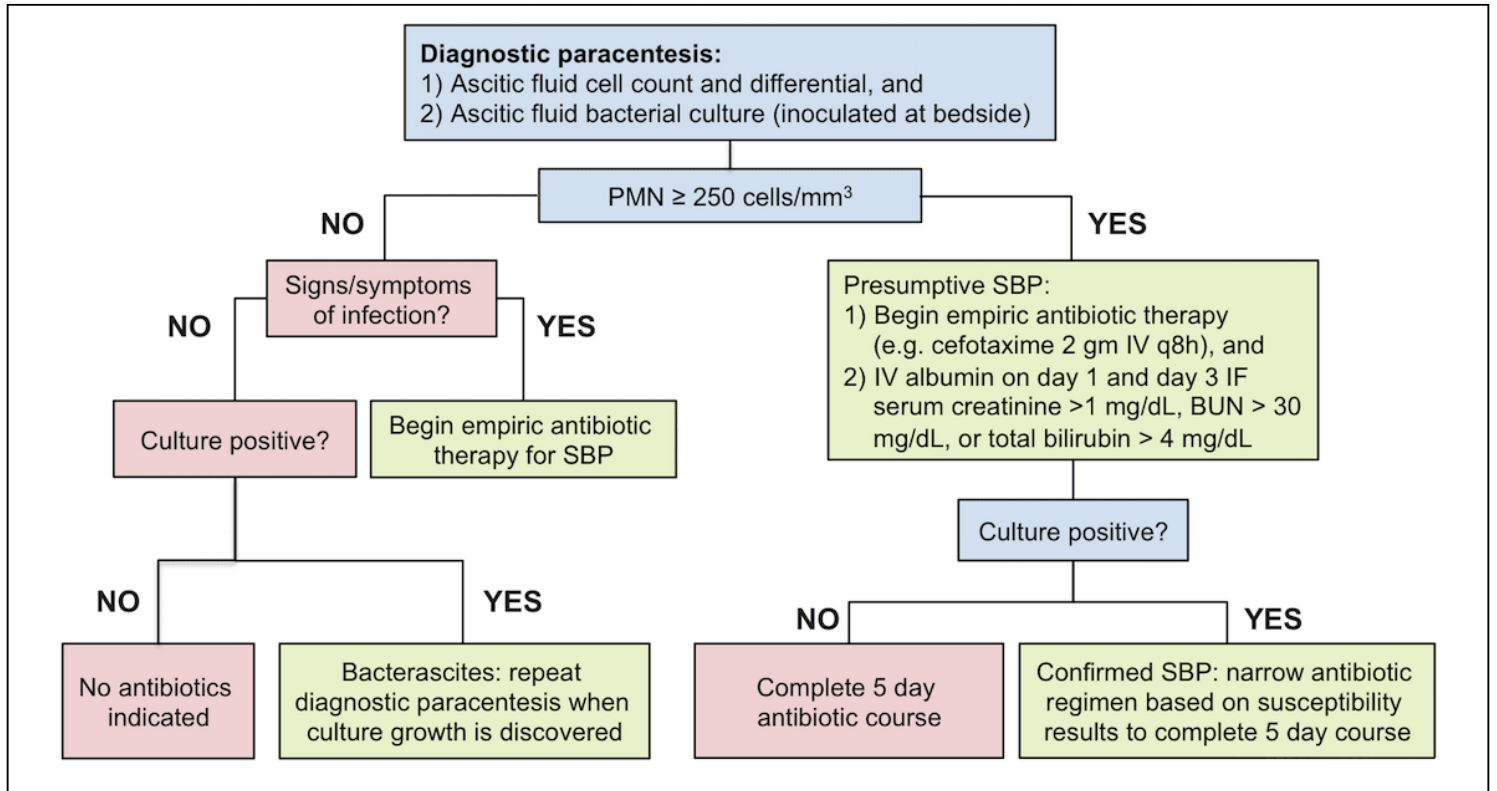 Diagnostic paracentesis:
1) Ascitic fluid cell count and differential, and
2) Ascitic fluid bacterial culture (inoculated at bedside)
PMN ≥ 250 cells/mm³
NO
YES
Signs/symptoms
of infection?
NO
YES
Presumptive SBP:
1) Begin empiric antibiotic therapy
(e.g. cefotaxime 2 gm IV q8h), and
2) IV albumin on day 1 and day 3 IF
serum creatinine >1 mg/dL, BUN > 30
mg/dL, or total bilirubin > 4 mg/dL
Culture positive?
Begin empiric antibiotic
therapy for SBP
Culture positive?
NO
YES
NO
YES
No antibiotics
indicated
Bacterascites: repeat
diagnostic paracentesis when
culture growth is discovered
Complete 5 day
antibiotic course
Confirmed SBP: narrow antibiotic
regimen based on susceptibility
results to complete 5 day course